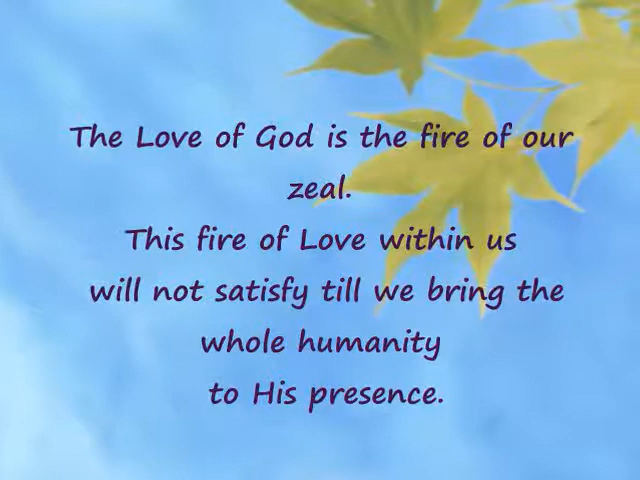 The Love of God is the fire of our
zeal.
This fire of Love within us
will not satisfy till we bring the
whole humanity
to His presence.